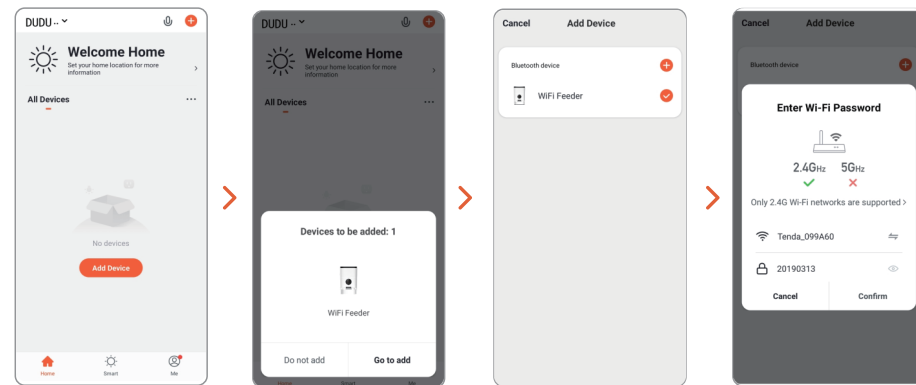 DUDU ..
Welcome Home
Set your home location for more
information
All Devices
No devices
Add Device
Home
Smart
Me
DUDU ..
Welcome Home
Set your home location for more
information
All Devices
Devices to be added: 1
WiFi Feeder
Do not add
Go to add
Home
Smart
Me
Cancel
Add Device
Bluetooth device
WiFi Feeder
Cancel
Add Device
Bluetooth device
Enter Wi-Fi Password
2.4GHz 5GHz
Only 2.4G Wi-Fi networks are supported >
Tenda_099A60
20190313
Cancel
Confirm